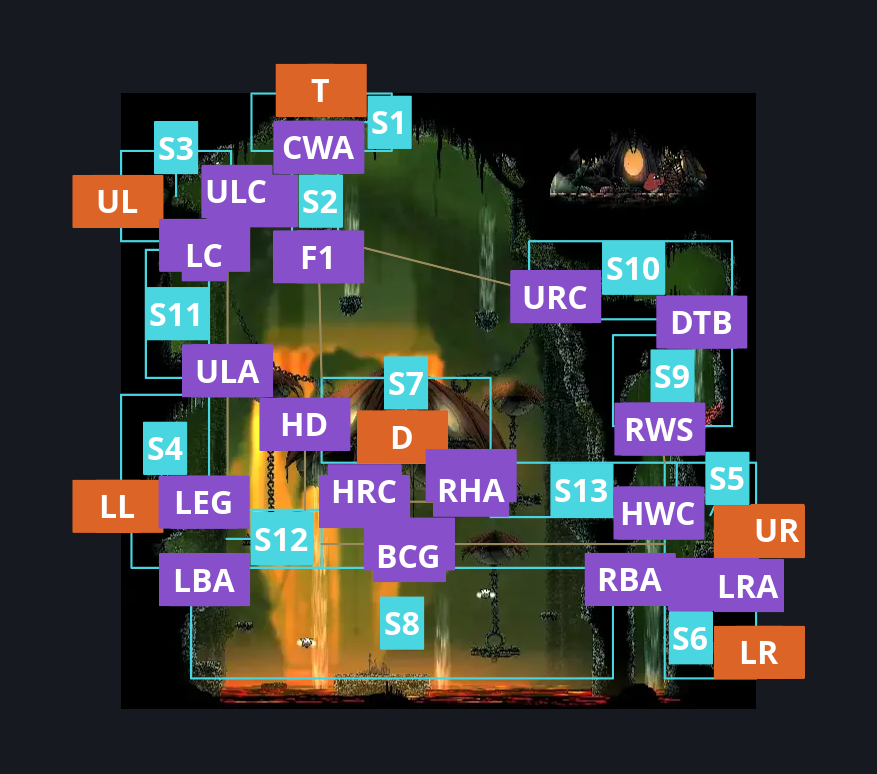 T
S1
S3
CWA
UL
ULC
S2
LC
F1
S10
URC
S11
DTB
ULA
S9
S7
HD
D
RWS
S4
LL
LEG
HRC
RHA
S13
S5
HWC
UR
S12
BCG
LBA
RBA
LRA
S8
S6
LR